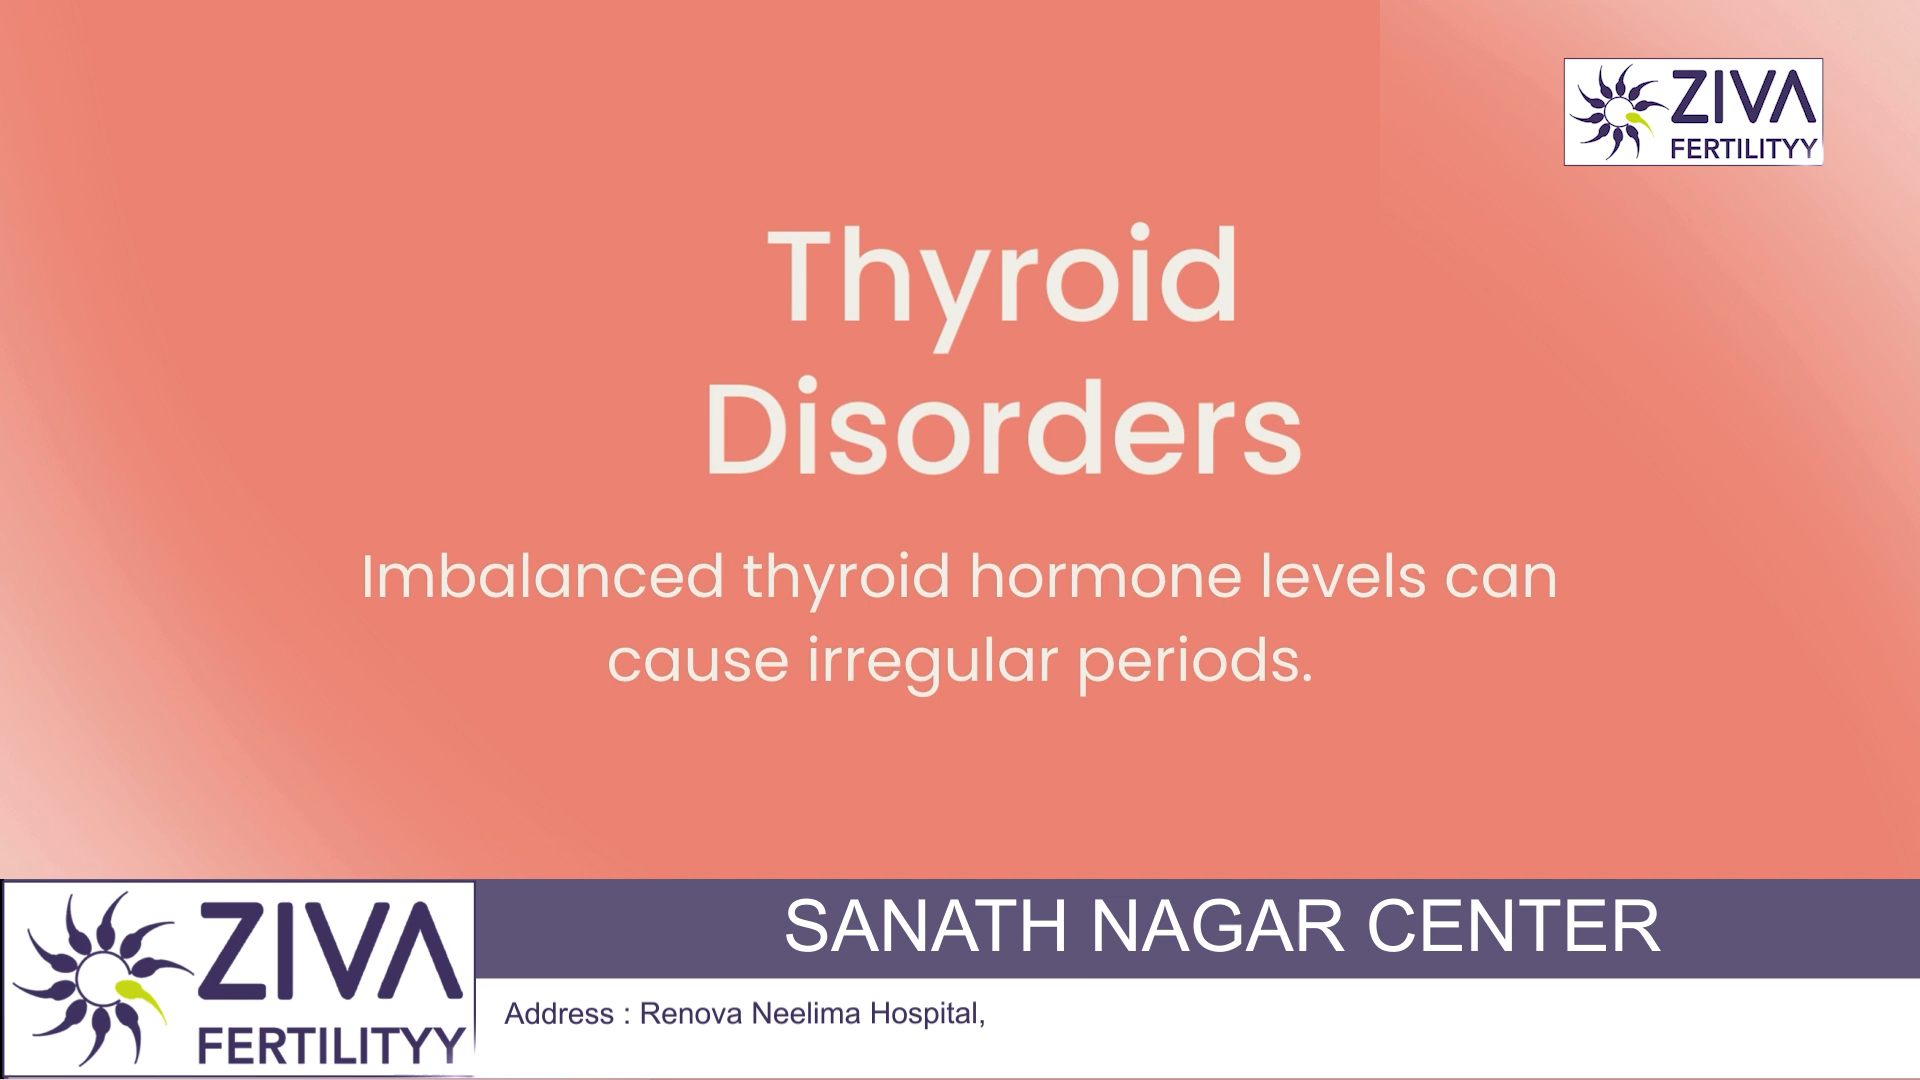 ZIVA
FERTILITYY
Thyroid
Disorders
Imbalanced thyroid hormone levels can
cause irregular periods.
ZIVA
FERTILITYY
SANATH NAGAR CENTER
Address : Renova Neelima Hospital,